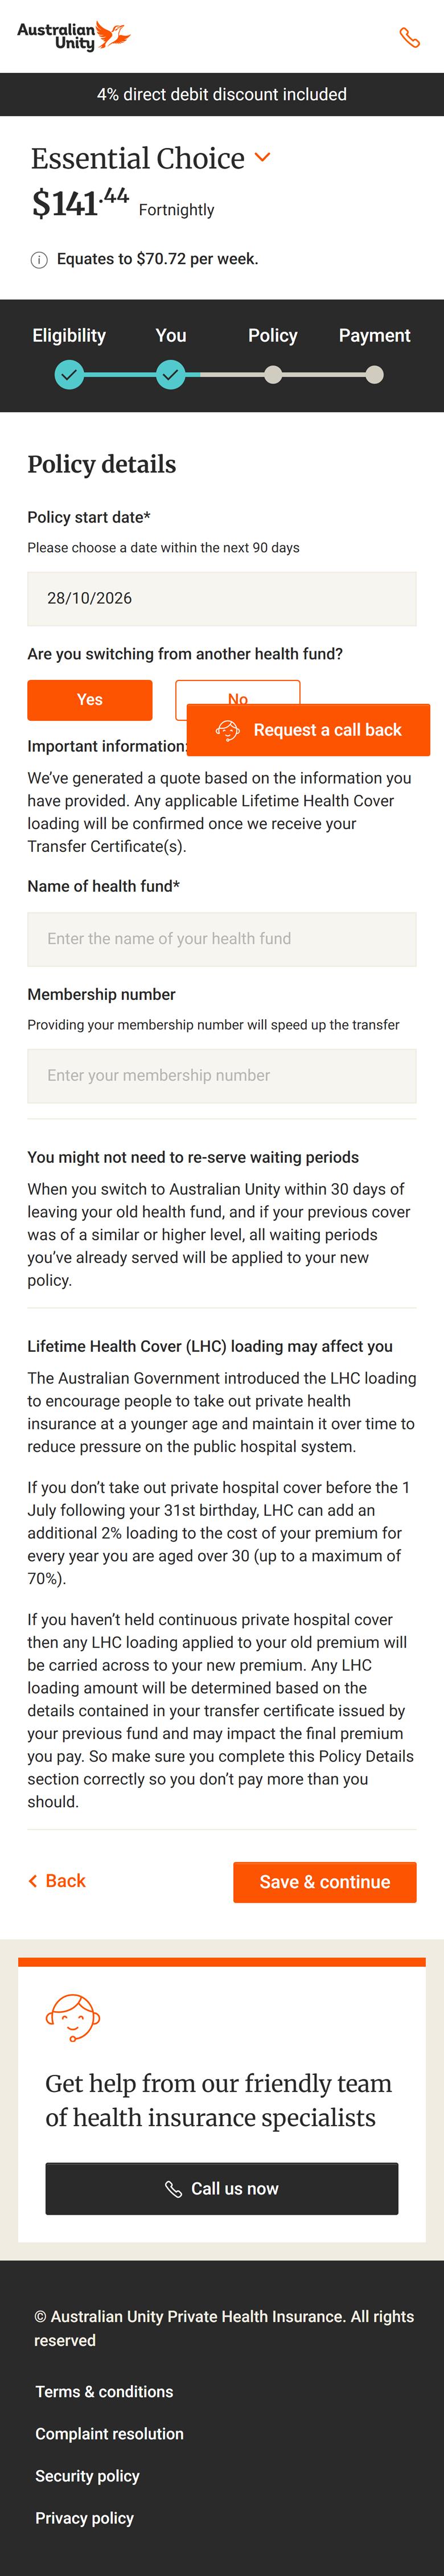 Australian
Unity
4% direct debit discount included
Essential Choice
$141.44 Fortnightly
Equates to $70.72 per week.
Eligibility You Policy Payment
Policy details
Policy start date*
Please choose a date within the next 90 days
28/10/2026
Are you switching from another health fund?
Yes No
Request a call back
Important information:
We’ve generated a quote based on the information you
have provided. Any applicable Lifetime Health Cover
loading will be confirmed once we receive your
Transfer Certificate(s).
Name of health fund*
Enter the name of your health fund
Membership number
Providing your membership number will speed up the transfer
Enter your membership number
You might not need to re-serve waiting periods
When you switch to Australian Unity within 30 days of
leaving your old health fund, and if your previous cover
was of a similar or higher level, all waiting periods
you’ve already served will be applied to your new
policy.
Lifetime Health Cover (LHC) loading may affect you
The Australian Government introduced the LHC loading
to encourage people to take out private health
insurance at a younger age and maintain it over time to
reduce pressure on the public hospital system.
If you don’t take out private hospital cover before the 1
July following your 31st birthday, LHC can add an
additional 2% loading to the cost of your premium for
every year you are aged over 30 (up to a maximum of
70%).
If you haven’t held continuous private hospital cover
then any LHC loading applied to your old premium will
be carried across to your new premium. Any LHC
loading amount will be determined based on the
details contained in your transfer certificate issued by
your previous fund and may impact the final premium
you pay. So make sure you complete this Policy Details
section correctly so you don’t pay more than you
should.
Back
Save & continue
Get help from our friendly team
of health insurance specialists
Call us now
© Australian Unity Private Health Insurance. All rights
reserved
Terms & conditions
Complaint resolution
Security policy
Privacy policy